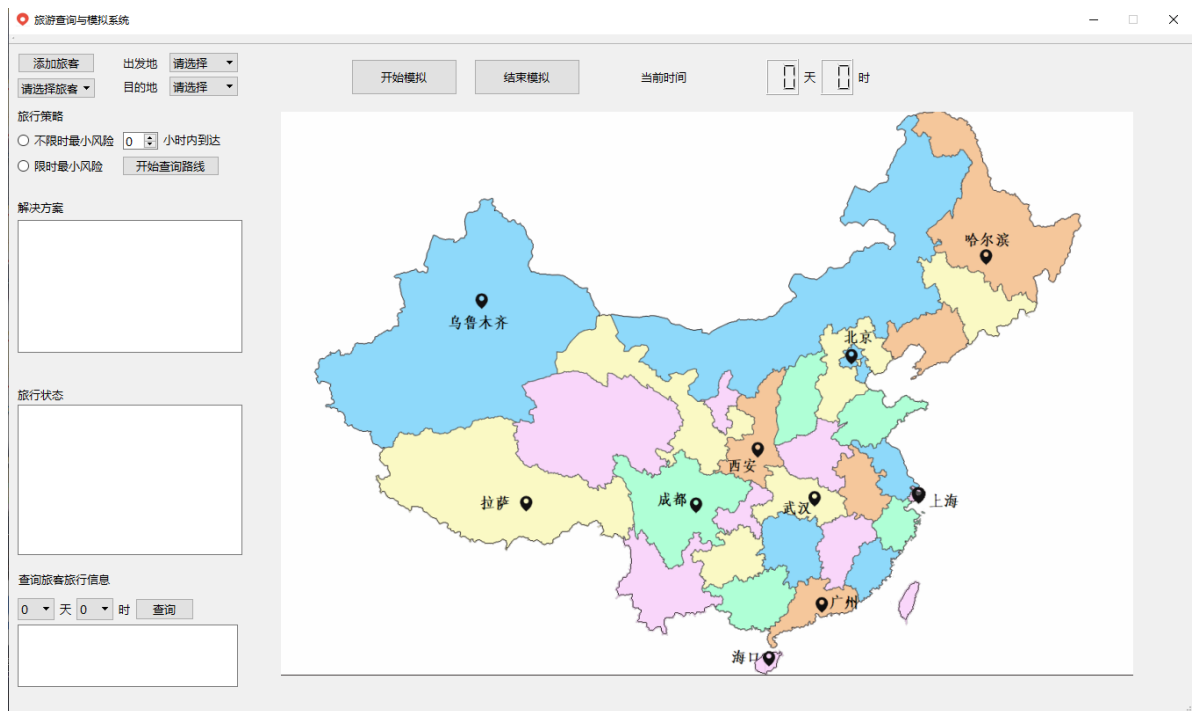 旅游查询与模拟系统
添加旅客 出发地 请选择
请选择旅客 目的地 请选择
旅行策略
不限时最小风险 0 小时内到达
限时最小风险 开始查询路线
解决方案
旅行状态
查询旅客旅行信息
0 天 0 时 查询
开始模拟 结束模拟 当前时间 0 天 0 时
哈尔滨
乌鲁木齐
北京
西安
拉萨
成都
武汉
上海
广州
海口